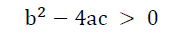 b² − 4ac > 0